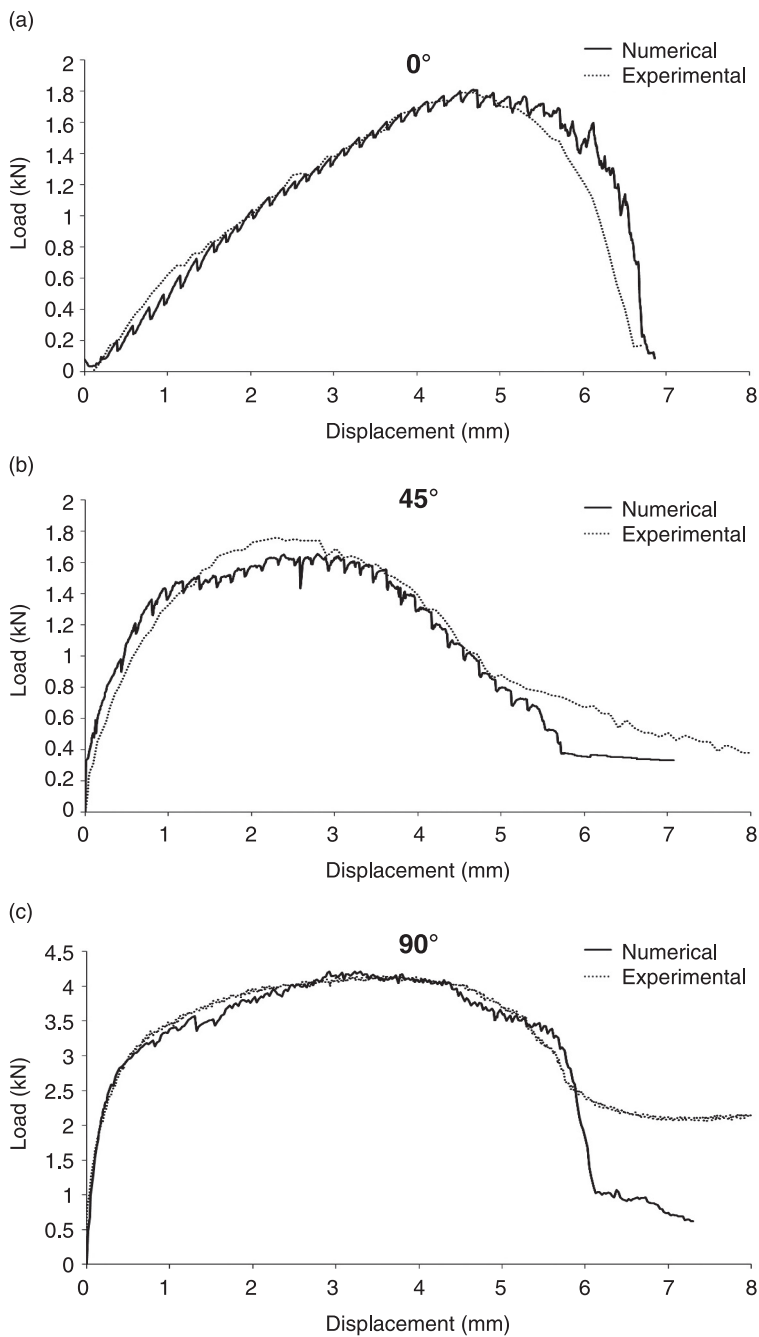 (a)
0°
Numerical
Experimental
Load (kN)
2
1.8
1.6
1.4
1.2
1
0.8
0.6
0.4
0.2
0
0 1 2 3 4 5 6 7 8
Displacement (mm)
(b)
45°
Numerical
Experimental
Load (kN)
2
1.8
1.6
1.4
1.2
1
0.8
0.6
0.4
0.2
0
0 1 2 3 4 5 6 7 8
Displacement (mm)
(c)
90°
Numerical
Experimental
Load (kN)
4.5
4
3.5
3
2.5
2
1.5
1
0.5
0
0 1 2 3 4 5 6 7 8
Displacement (mm)